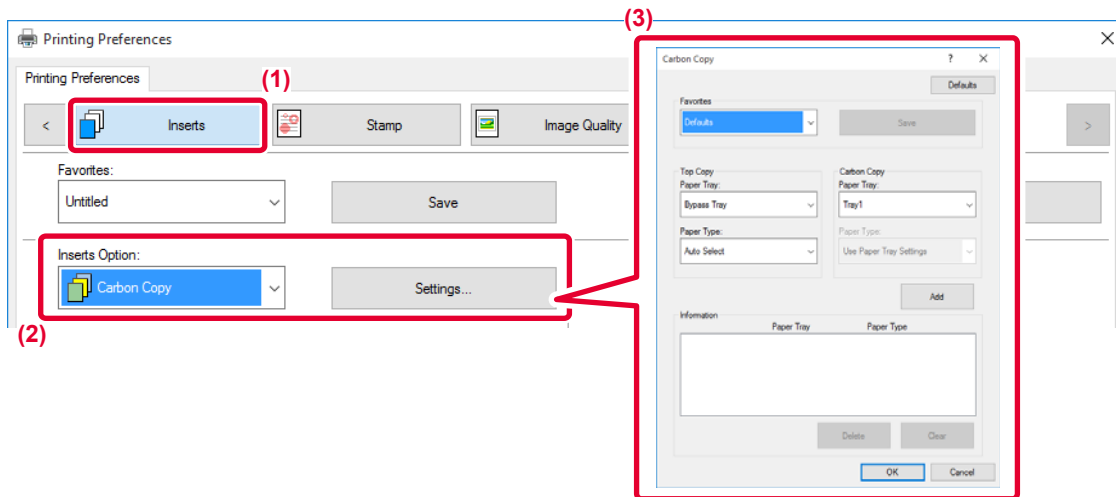 (3)
Printing Preferences
Printing Preferences
(1)
< Inserts Stamp Image Quality >
Favorites:
Untitled Save
Inserts Option:
Carbon Copy Settings...
(2)
Carbon Copy ?
Defaults
Favorites
Defaults Save
Top Copy Carbon Copy
Paper Tray: Paper Tray:
Bypass Tray Tray1
Paper Type: Paper Type:
Auto Select Use Paper Tray Settings
Add
Information
Paper Tray Paper Type
Delete Clear
OK Cancel